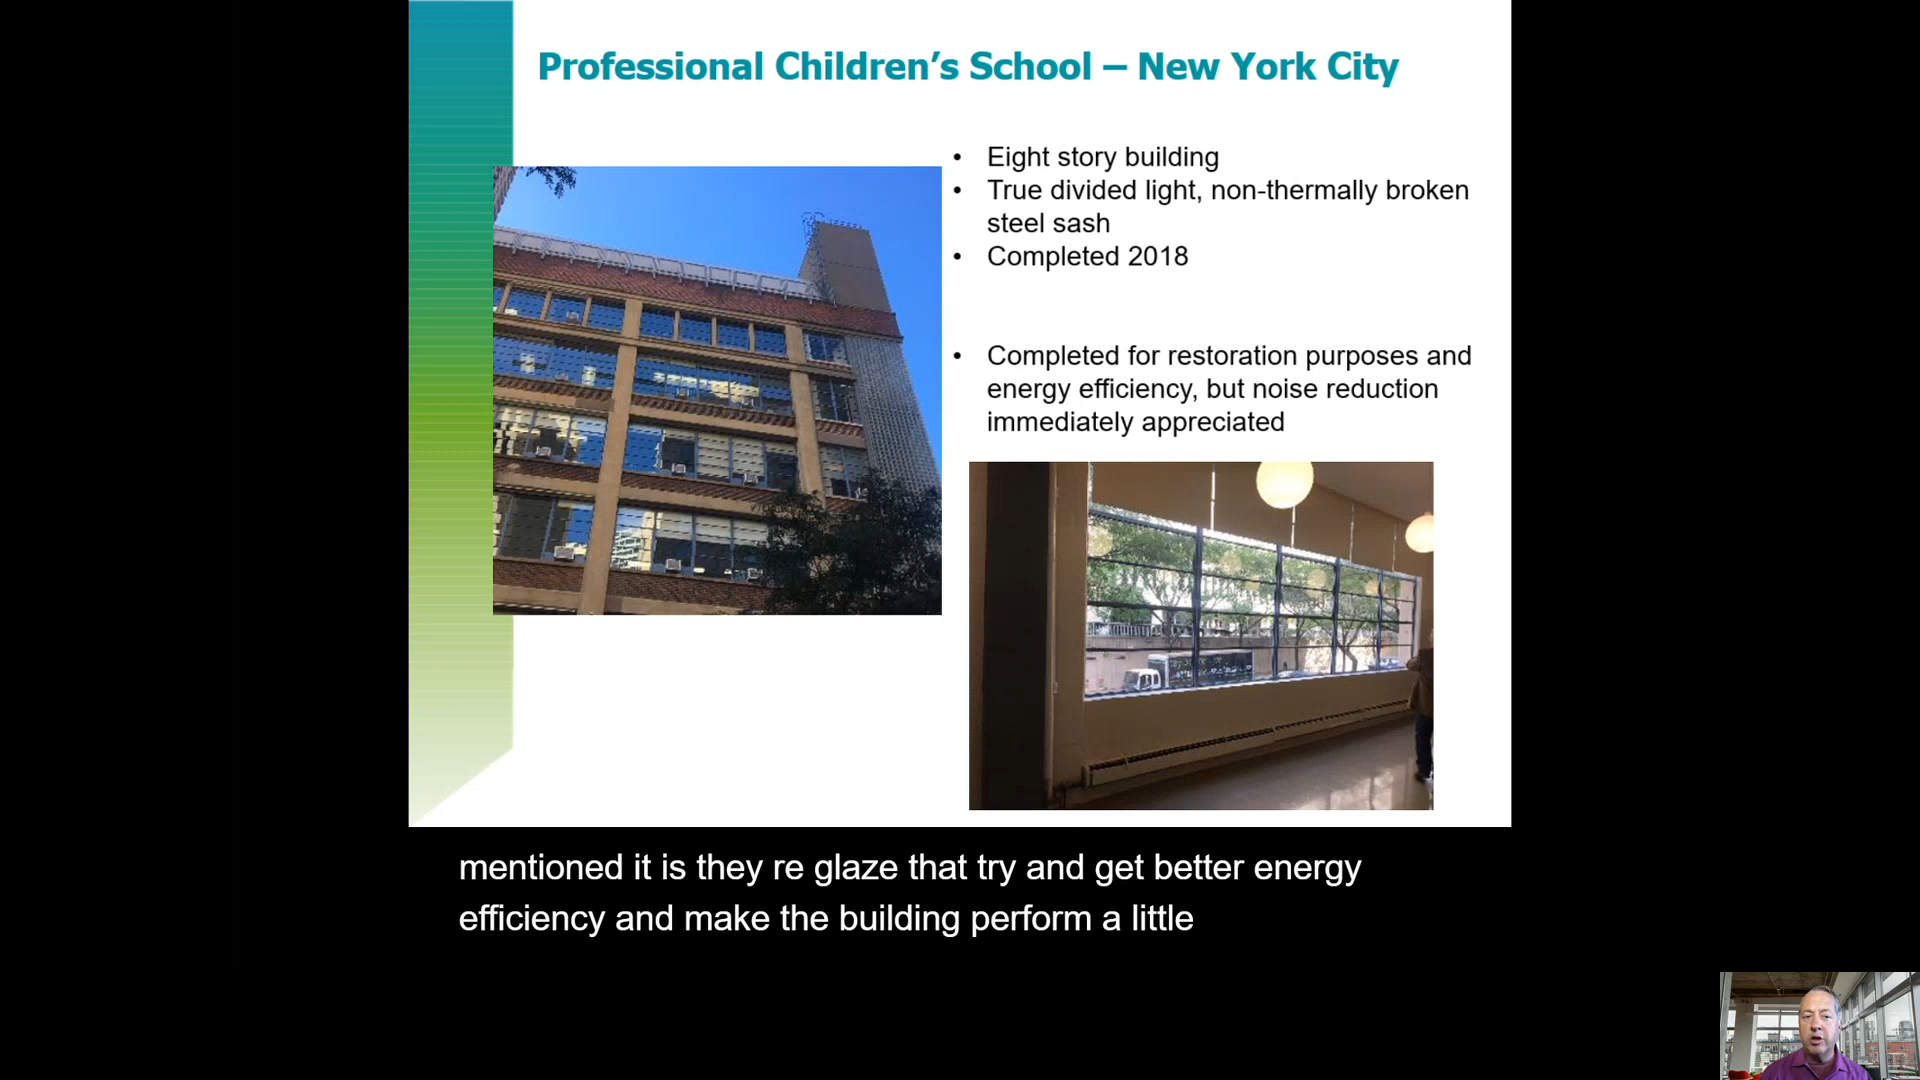 Professional Children's School – New York City
• Eight story building
• True divided light, non-thermally broken
steel sash
• Completed 2018
• Completed for restoration purposes and
energy efficiency, but noise reduction
immediately appreciated
mentioned it is they re glaze that try and get better energy
efficiency and make the building perform a little